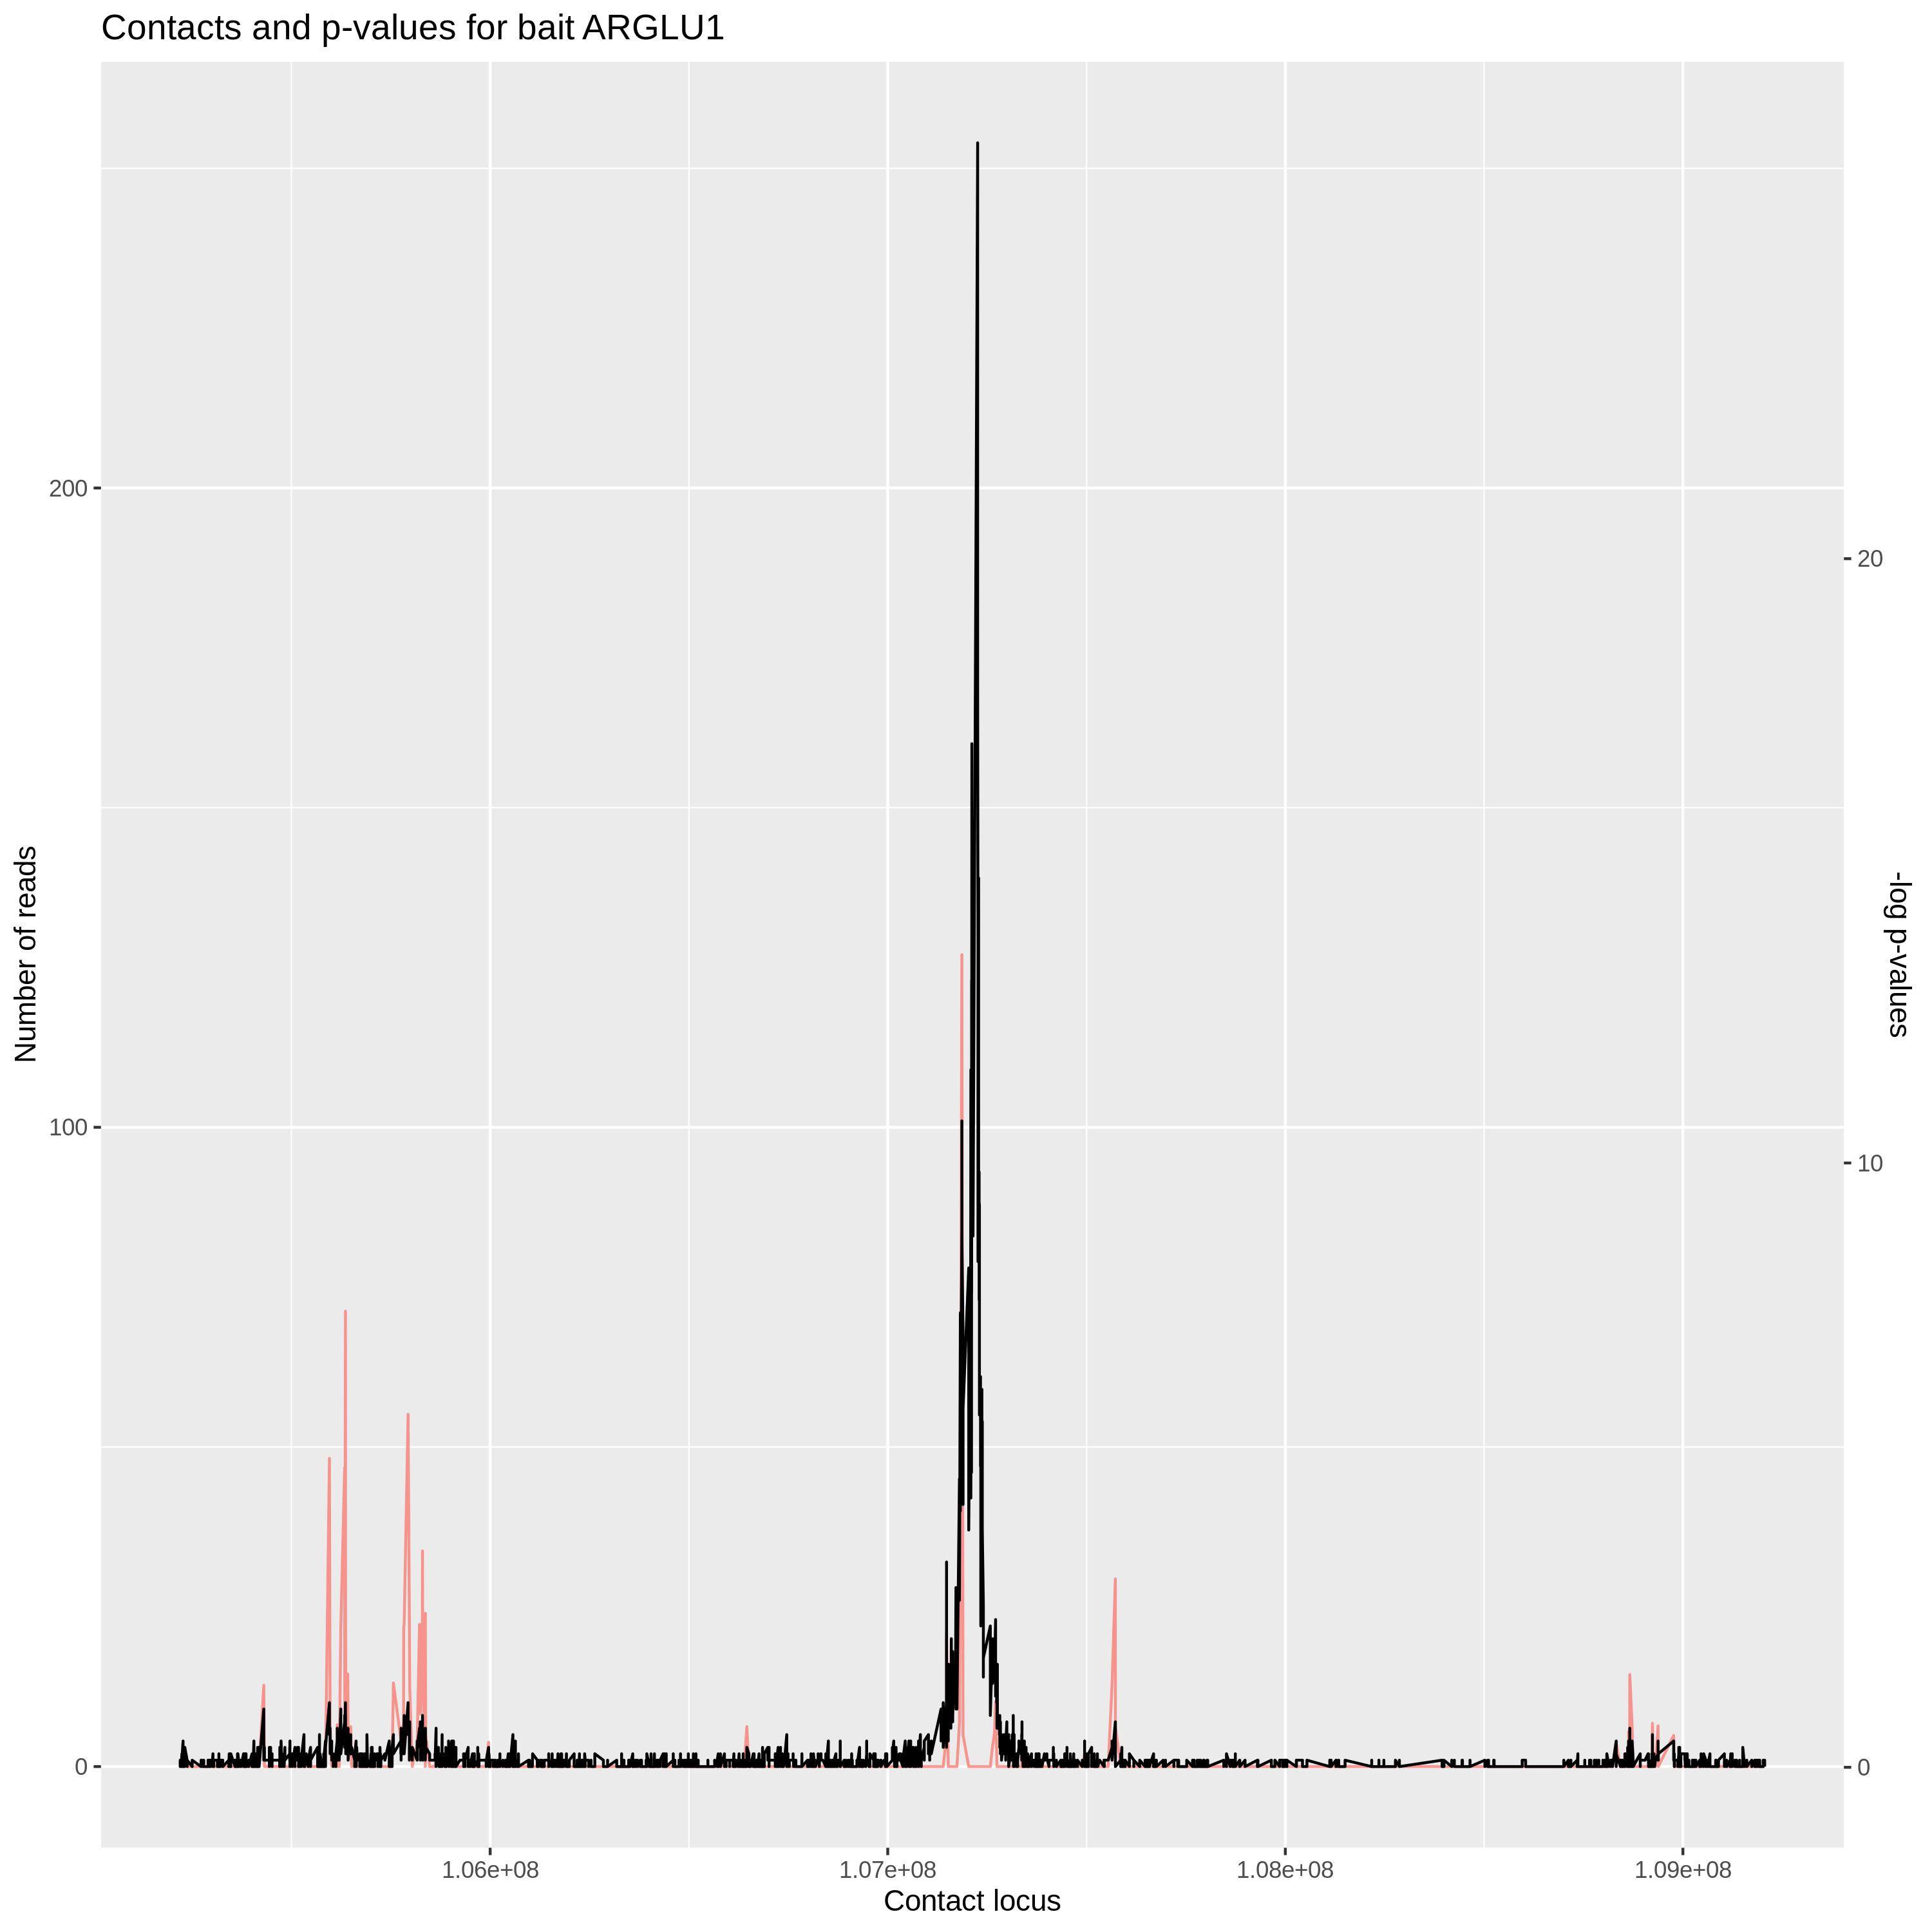 Contacts and p-values for bait ARGLU1
Number of reads
200
100
0
20
10
0
-log p-values
1.06e+08
1.07e+08
1.08e+08
1.09e+08
Contact locus